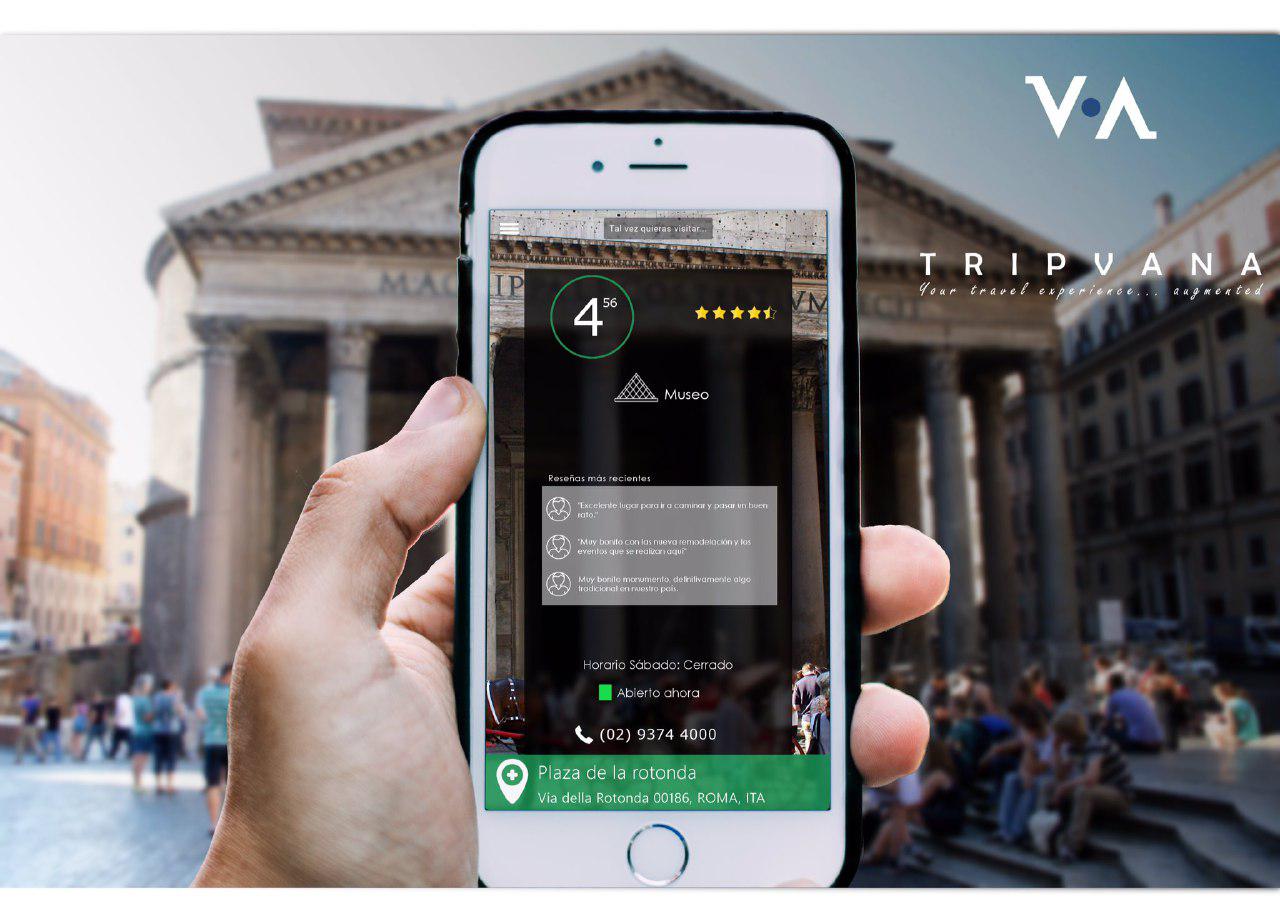 V•A
TRIPVANA
Your travel experience... augmented
Tal vez quieras visitar...
4 56
Museo
Reseñas más recientes
"Excelente lugar para ir a caminar y pasar un buen
rato."
"Muy bonito con las nueva remodelación y los
eventos que se realizan aquí"
Muy bonito monumento, definitivamente algo
tradicional en nuestro país.
Horario Sábado: Cerrado
Abierto ahora
(02) 9374 4000
Plaza de la rotonda
Via della Rotonda 00186, ROMA, ITA